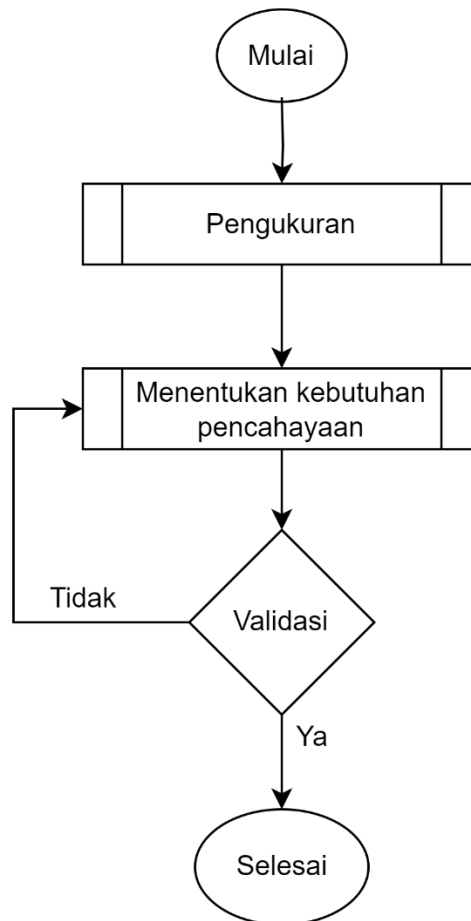 Mulai
Pengukuran
Menentukan kebutuhan
pencahayaan
Tidak
Validasi
Ya
Selesai